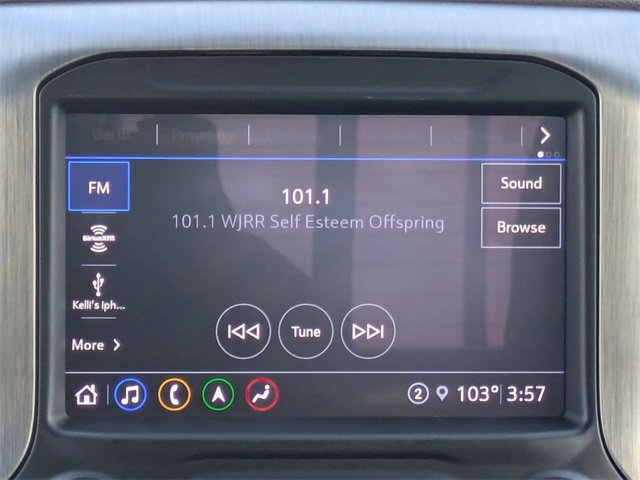 FM
101.1
101.1 WJRR Self Esteem Offspring
Sound
Browse
SiriusXM
Kelli's iph...
More
Tune
2 103° 3:57